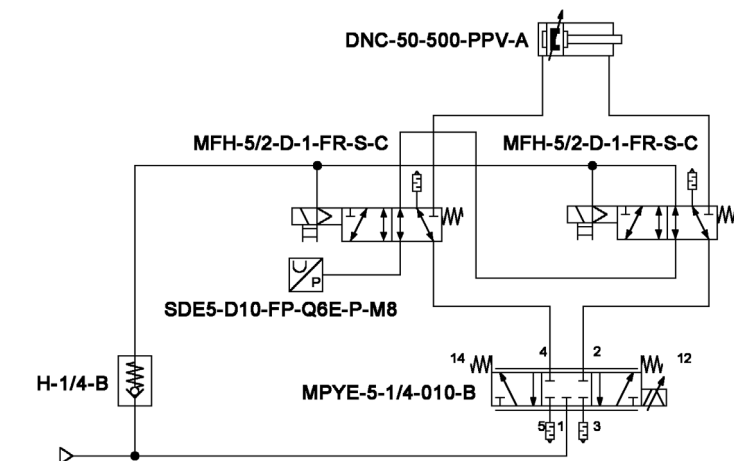 DNC-50-500-PPV-A
MFH-5/2-D-1-FR-S-C
MFH-5/2-D-1-FR-S-C
P
SDE5-D10-FP-Q6E-P-M8
14
4
2
12
H-1/4-B
MPYE-5-1/4-010-B
5
1
3